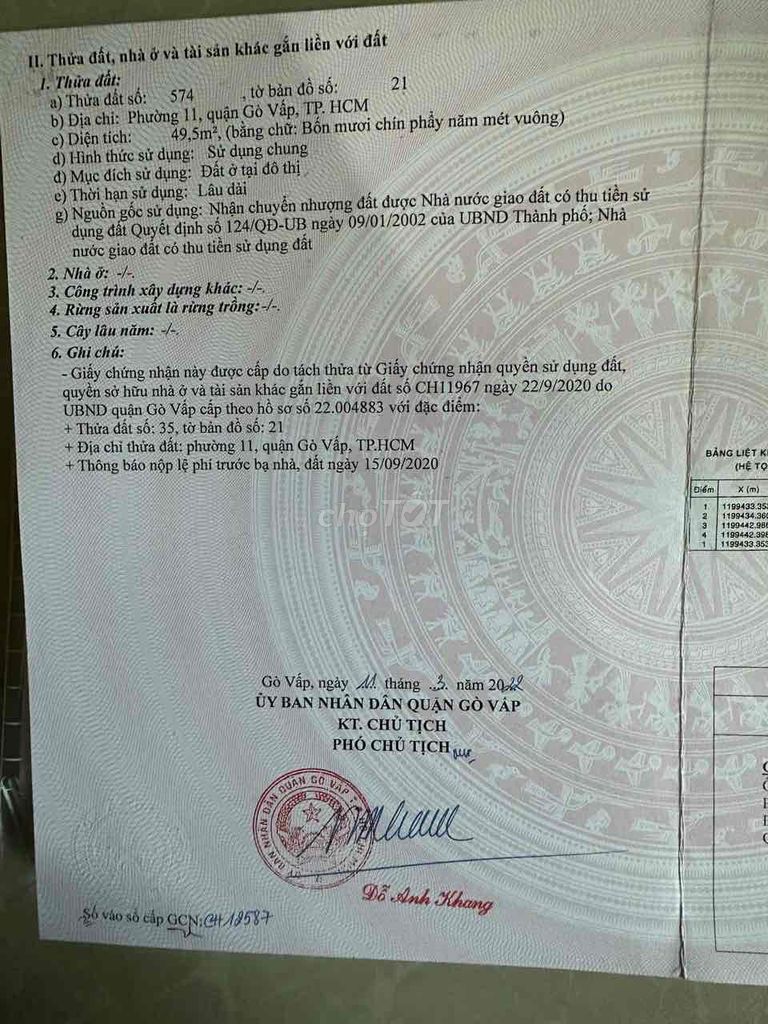 II. Thửa đất, nhà ở và tài sản khác gắn liền với đất
1. Thửa đất:
a) Thửa đất số: 574 , tờ bản đồ số: 21
b) Địa chỉ: Phường 11, quận Gò Vấp, TP. HCM
c) Diện tích: 49,5m², (bằng chữ: Bốn mươi chín phẩy năm mét vuông)
d) Hình thức sử dụng: Sử dụng chung
đ) Mục đích sử dụng: Đất ở tại đô thị
e) Thời hạn sử dụng: Lâu dài
g) Nguồn gốc sử dụng: Nhận chuyển nhượng đất được Nhà nước giao đất có thu tiền sử
dụng đất Quyết định số 124/QĐ-UB ngày 09/01/2002 của UBND Thành phố; Nhà
nước giao đất có thu tiền sử dụng đất
2. Nhà ở: -/-.
3. Công trình xây dựng khác: -/-.
4. Rừng sản xuất là rừng trồng:-/-.
5. Cây lâu năm: -/-.
6. Ghi chú:
- Giấy chứng nhận này được cấp do tách thửa từ Giấy chứng nhận quyền sử dụng đất,
quyền sở hữu nhà ở và tài sản khác gắn liền với đất số CH11967 ngày 22/9/2020 do
UBND quận Gò Vấp cấp theo hồ sơ số 22.004883 với đặc điểm:
+ Thửa đất số: 35, tờ bản đồ số: 21
+ Địa chỉ thửa đất: phường 11, quận Gò Vấp, TP.HCM
+ Thông báo nộp lệ phí trước bạ nhà, đất ngày 15/09/2020
chợTỐT
Gò Vấp, ngày 11 tháng .3. năm 2022
ỦY BAN NHÂN DÂN QUẬN GÒ VẤP
KT. CHỦ TỊCH
PHÓ CHỦ TỊCH
Đỗ Anh Khang
Số vào sổ cấp GCN: CH12587
BẢNG LIỆT K
(HỆ TỌ
Điểm X (m)
1 1199433.353
2 1199434.360
3 1199442.986
4 1199442.398
1 1199433.353